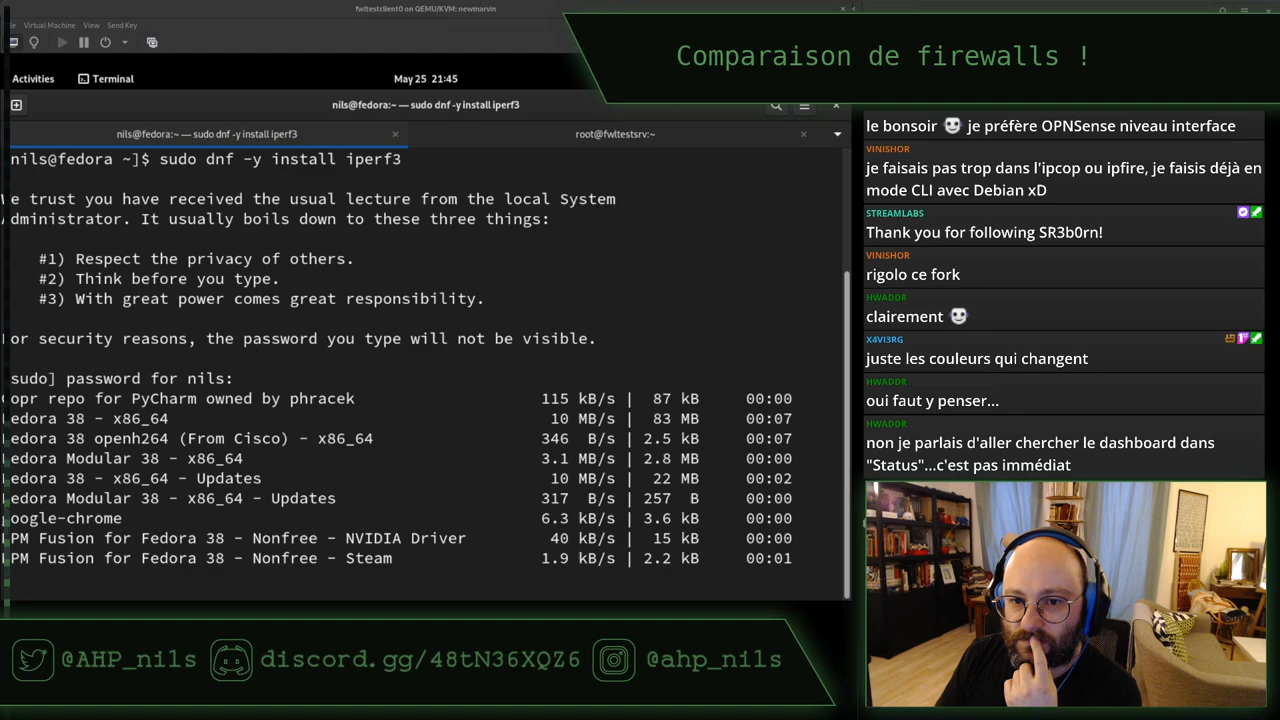 fwltestclient0 on QEMU/KVM: newmarvin
Virtual Machine View Send Key
Comparaison de firewalls !
Activities
Terminal
May 25 21:45
nils@fedora:~ — sudo dnf -y install iperf3
nils@fedora:~ — sudo dnf -y install iperf3
root@fwltestsrv:~
nils@fedora ~]$ sudo dnf -y install iperf3
e trust you have received the usual lecture from the local System
dministrator. It usually boils down to these three things:
#1) Respect the privacy of others.
#2) Think before you type.
#3) With great power comes great responsibility.
or security reasons, the password you type will not be visible.
sudo] password for nils:
opr repo for PyCharm owned by phracek 115 kB/s | 87 kB 00:00
edora 38 - x86_64 10 MB/s | 83 MB 00:07
edora 38 openh264 (From Cisco) - x86_64 346 B/s | 2.5 kB 00:07
edora Modular 38 - x86_64 3.1 MB/s | 2.8 MB 00:00
edora 38 - x86_64 - Updates 10 MB/s | 22 MB 00:02
edora Modular 38 - x86_64 - Updates 317 B/s | 257 B 00:00
oogle-chrome 6.3 kB/s | 3.6 kB 00:00
PM Fusion for Fedora 38 - Nonfree - NVIDIA Driver 40 kB/s | 15 kB 00:00
PM Fusion for Fedora 38 - Nonfree - Steam 1.9 kB/s | 2.2 kB 00:01
le bonsoir je préfère OPNSense niveau interface
VINISHOR
je faisais pas trop dans l'ipcop ou ipfire, je faisis déjà en
mode CLI avec Debian xD
STREAMLABS
Thank you for following SR3b0rn!
VINISHOR
rigolo ce fork
HWADDR
clairement
X4VI3RG
juste les couleurs qui changent
HWADDR
oui faut y penser...
HWADDR
non je parlais d'aller chercher le dashboard dans
"Status"...c'est pas immédiat
@AHP_nils
discord.gg/48tN36XQZ6
@ahp_nils